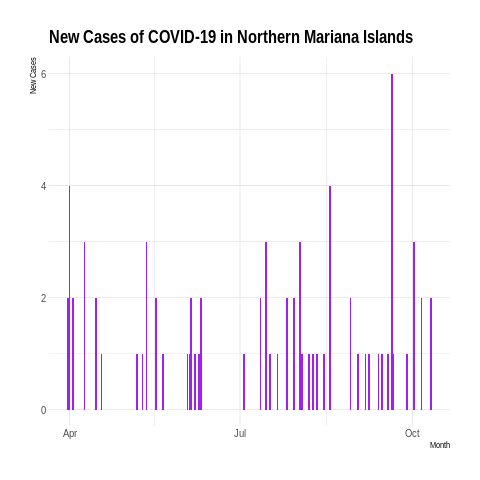 New Cases of COVID-19 in Northern Mariana Islands
New Cases
6
4
2
0
Apr
Jul
Oct
Month